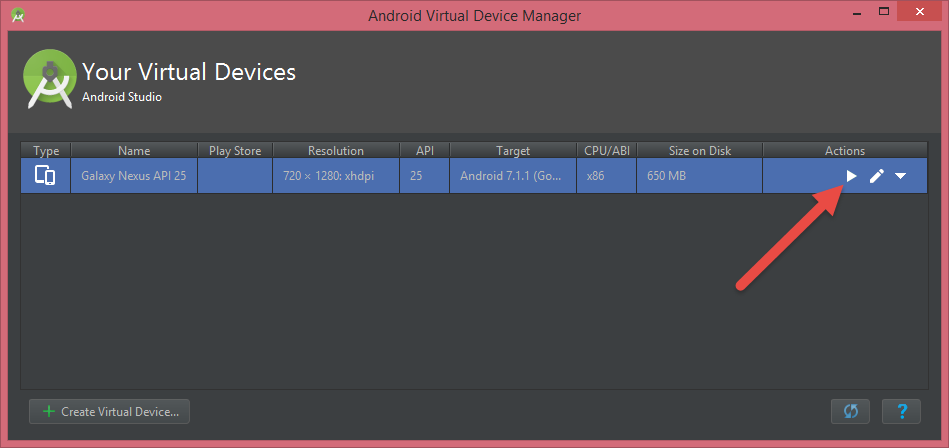 Android Virtual Device Manager
Your Virtual Devices
Android Studio
Type Name Play Store Resolution API Target CPU/ABI Size on Disk Actions
Galaxy Nexus API 25 720 × 1280: xhdpi 25 Android 7.1.1 (Go... x86 650 MB
Create Virtual Device...
?